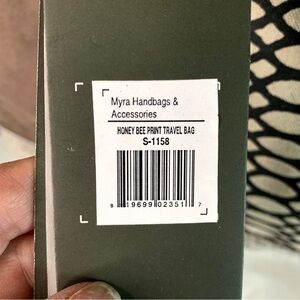 Myra Handbags &
Accessories
HONEY BEE PRINT TRAVEL BAG
S-1158
8 19699 02351 7